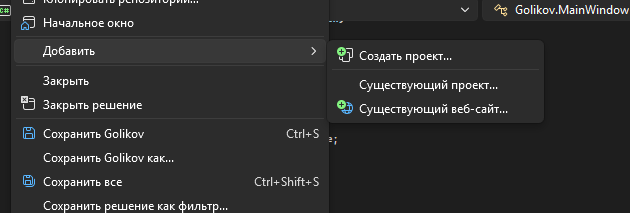 C#
Клонировать репозиторий...
Golikov.MainWindow
Начальное окно
Добавить
Создать проект...
Закрыть
Существующий проект...
Закрыть решение
Существующий веб-сайт...
Сохранить Golikov Ctrl+S
e;
Сохранить Golikov как...
Сохранить все Ctrl+Shift+S
Сохранить решение как фильтр...